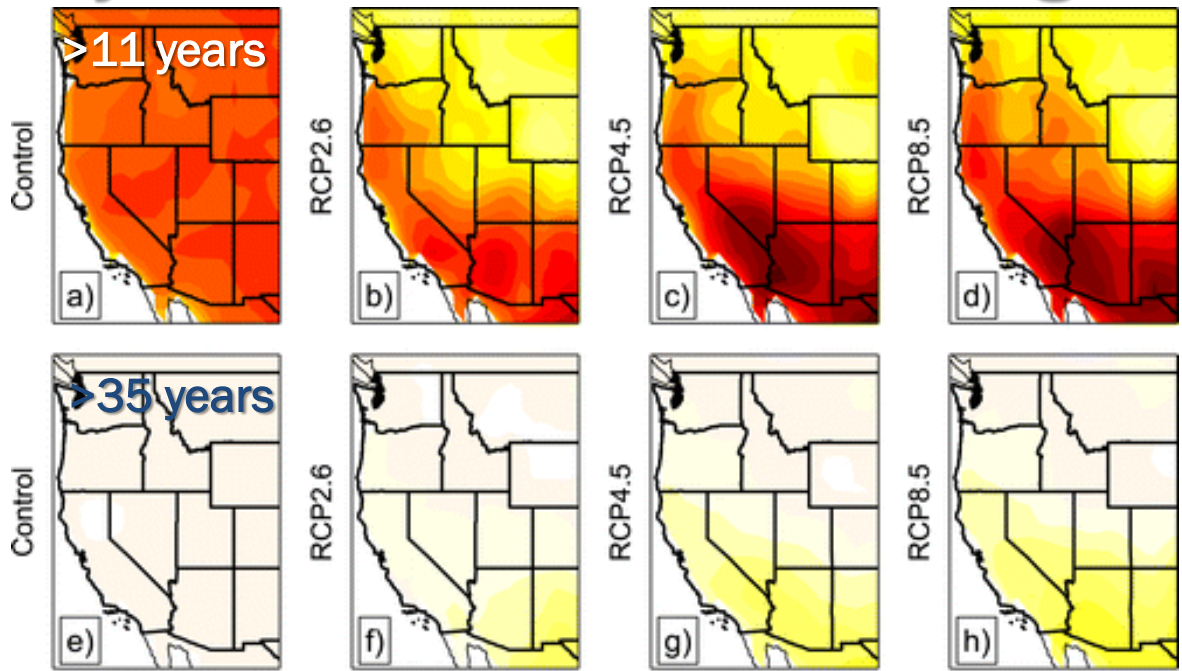 >11 years
Control
RCP2.6
RCP4.5
RCP8.5
a)
b)
c)
d)
>35 years
Control
RCP2.6
RCP4.5
RCP8.5
e)
f)
g)
h)